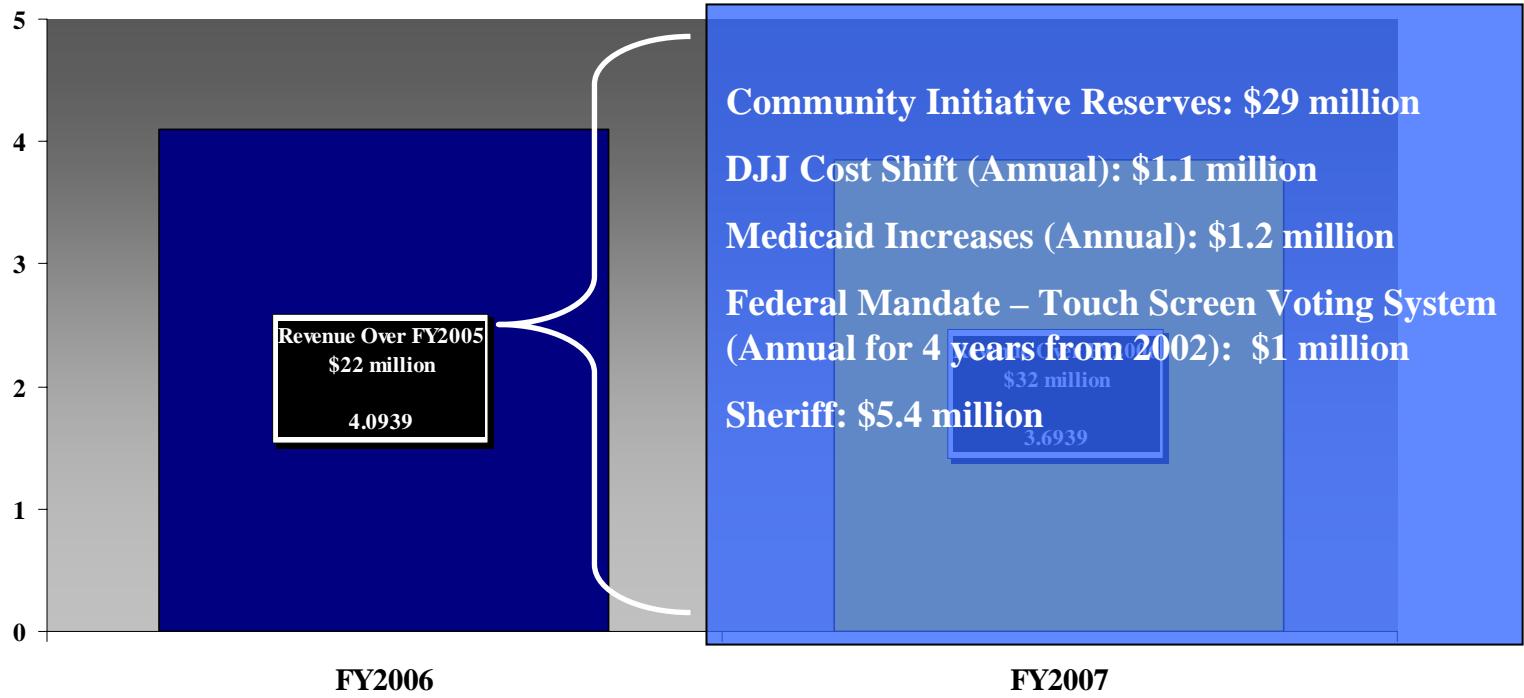 5
4
3
2
1
0
Revenue Over FY2005
$22 million
4.0939
Community Initiative Reserves: $29 million
DJJ Cost Shift (Annual): $1.1 million
Medicaid Increases (Annual): $1.2 million
Federal Mandate – Touch Screen Voting System
(Annual for 4 years from 2002): $1 million
Sheriff: $5.4 million
$32 million
3.6939
FY2006
FY2007